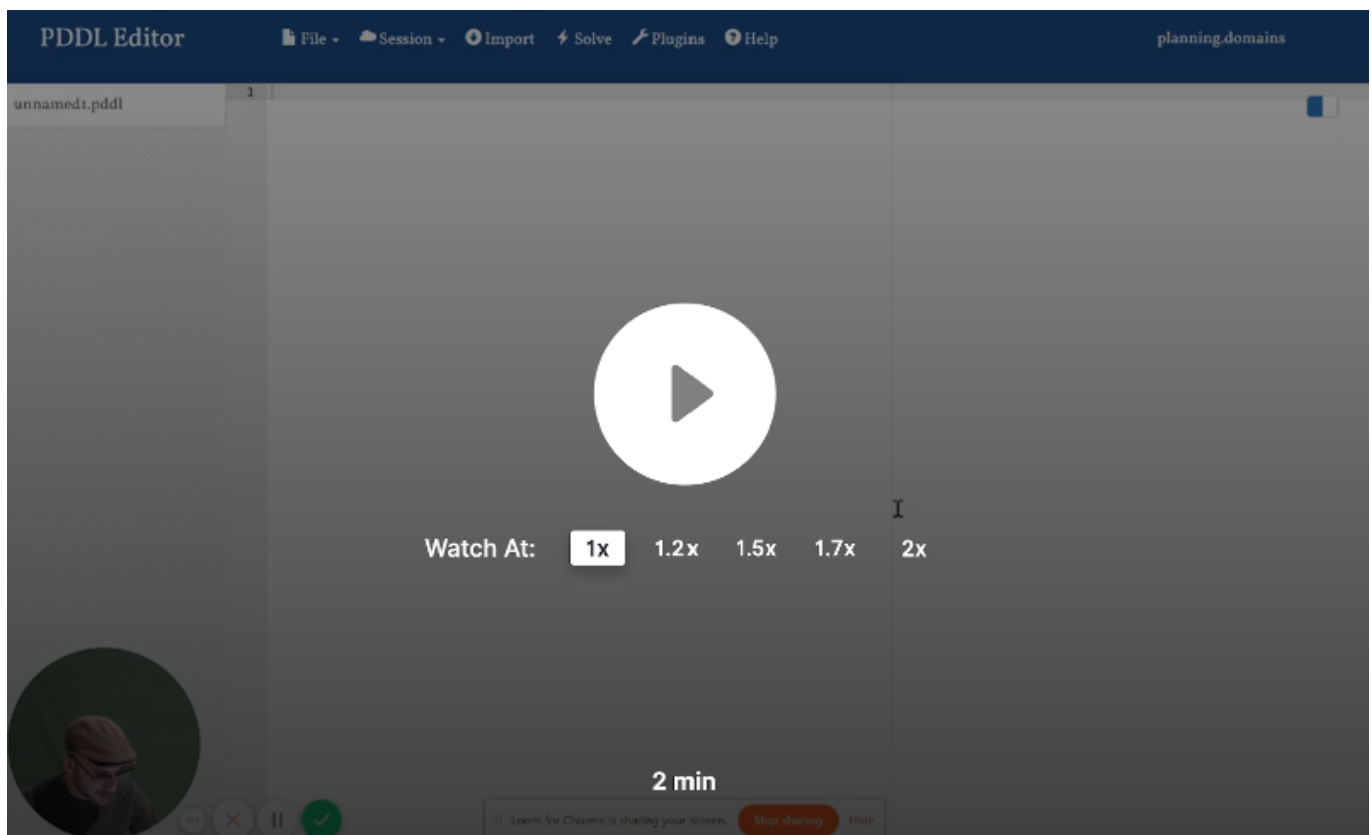 PDDL Editor File Session Import Solve Plugins Help planning.domains
unnamed1.pddl 1
Watch At: 1x 1.2x 1.5x 1.7x 2x
2 min
Loom for Chrome is sharing your screen. Stop sharing Hide